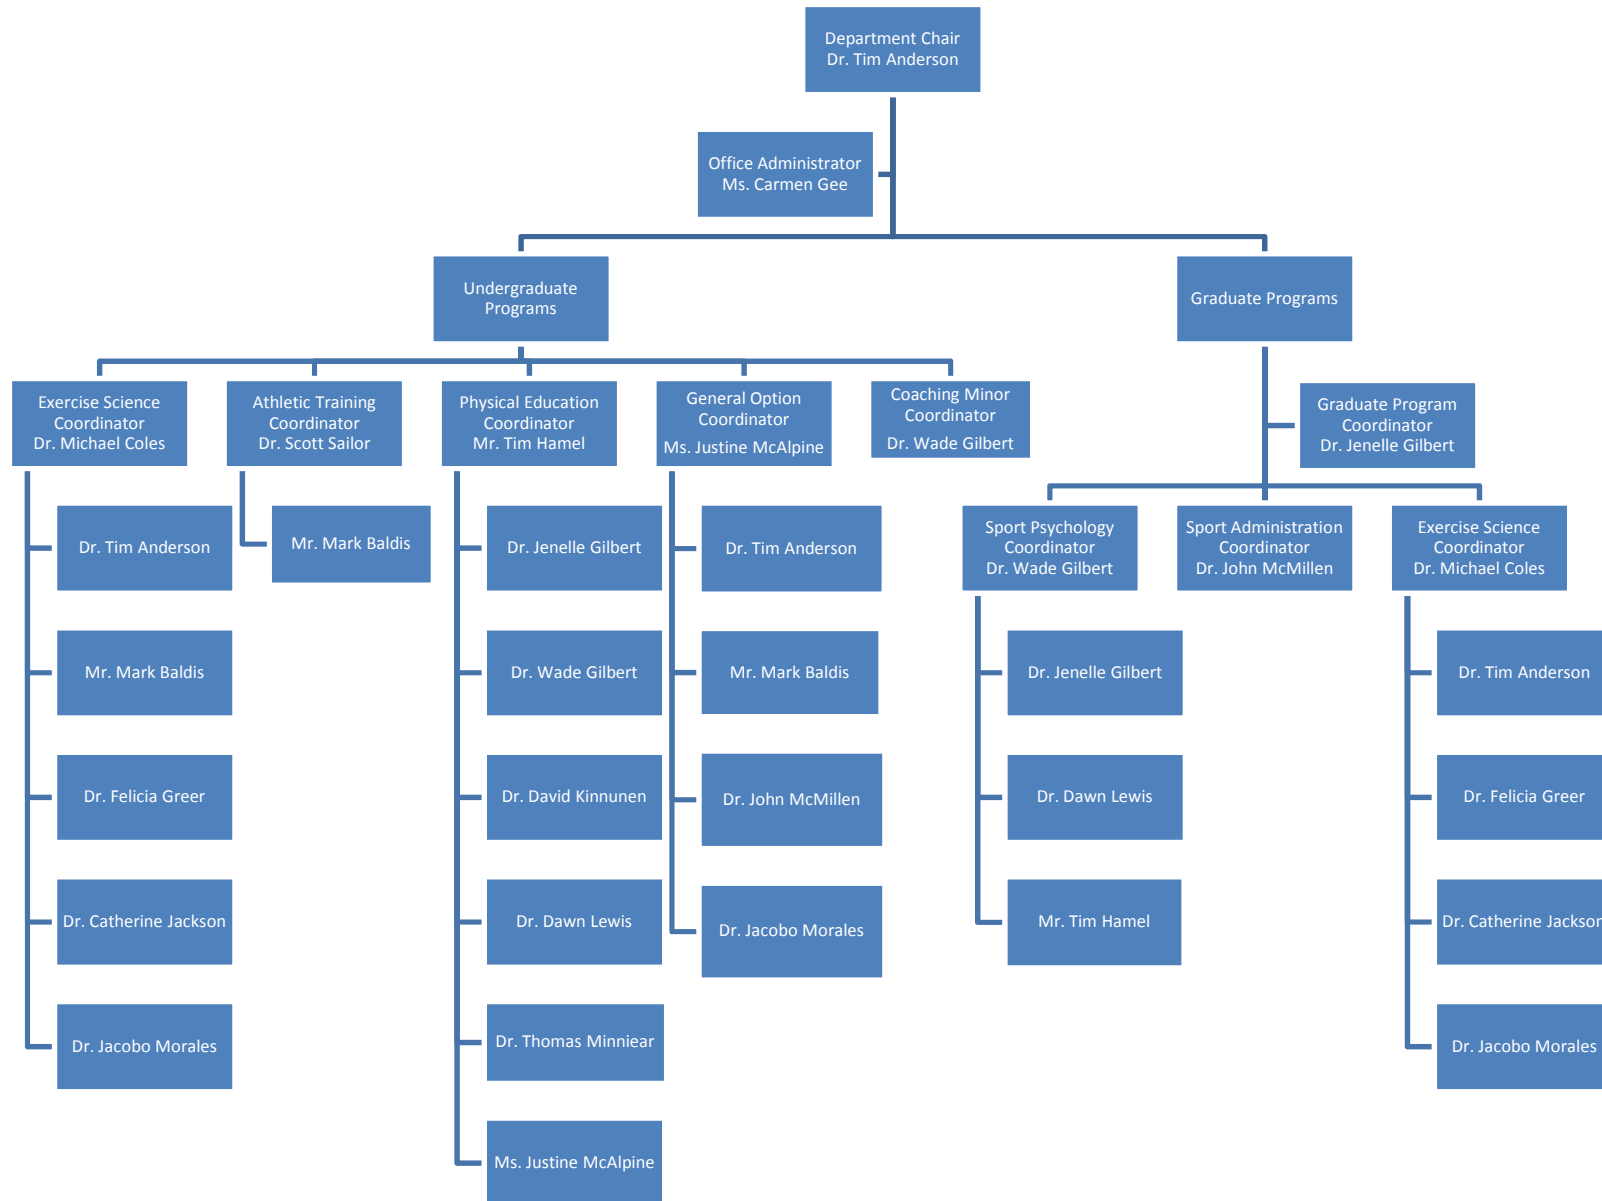 Department Chair
Dr. Tim Anderson
Office Administrator
Ms. Carmen Gee
Undergraduate
Programs
Graduate Programs
Exercise Science
Coordinator
Dr. Michael Coles
Athletic Training
Coordinator
Dr. Scott Sailor
Physical Education
Coordinator
Mr. Tim Hamel
General Option
Coordinator
Ms. Justine McAlpine
Coaching Minor
Coordinator
Dr. Wade Gilbert
Graduate Program
Coordinator
Dr. Jenelle Gilbert
Dr. Tim Anderson
Mr. Mark Baldis
Dr. Felicia Greer
Dr. Catherine Jackson
Dr. Jacobo Morales
Mr. Mark Baldis
Dr. Jenelle Gilbert
Dr. Wade Gilbert
Dr. David Kinnunen
Dr. Dawn Lewis
Dr. Thomas Minniear
Ms. Justine McAlpine
Dr. Tim Anderson
Mr. Mark Baldis
Dr. John McMillen
Dr. Jacobo Morales
Sport Psychology
Coordinator
Dr. Wade Gilbert
Sport Administration
Coordinator
Dr. John McMillen
Exercise Science
Coordinator
Dr. Michael Coles
Dr. Jenelle Gilbert
Dr. Dawn Lewis
Mr. Tim Hamel
Dr. Tim Anderson
Dr. Felicia Greer
Dr. Catherine Jackson
Dr. Jacobo Morales